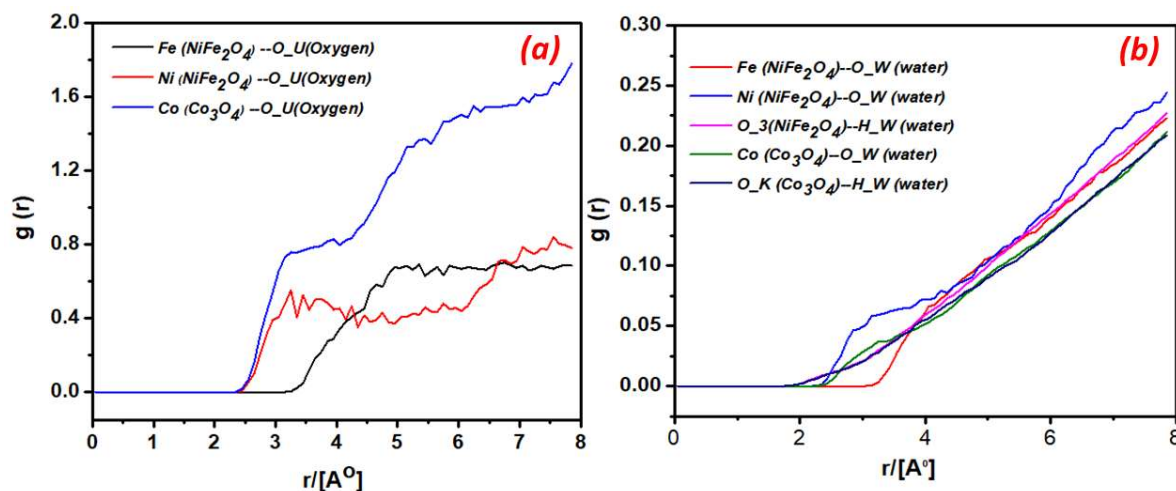 (a)
Fe (NiFe2O4) --O_U(Oxygen)
Ni (NiFe2O4) --O_U(Oxygen)
Co (Co3O4) --O_U(Oxygen)
g (r)
2.0
1.6
1.2
0.8
0.4
0.0
0 1 2 3 4 5 6 7 8
r/[A^O]
(b)
Fe (NiFe2O4)--O_W (water)
Ni (NiFe2O4)--O_W (water)
O_3(NiFe2O4)--H_W (water)
Co (Co3O4)--O_W (water)
O_K (Co3O4)--H_W (water)
g (r)
0.30
0.25
0.20
0.15
0.10
0.05
0.00
0 2 4 6 8
r/[A^o]